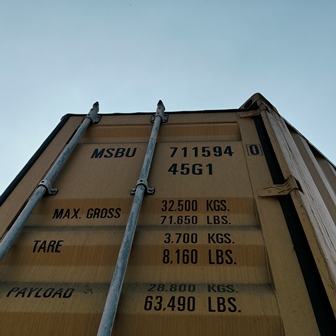 MSBU 711594 0
45G1
MAX. GROSS 32.500 KGS.
71.650 LBS.
TARE 3.700 KGS.
8,160 LBS.
PAYLOAD 28.800 KGS.
63,490 LBS.